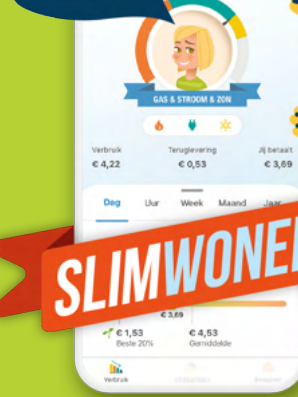 GAS & STROOM & ZON
Verbruik Teruglevering Jij betaalt
€ 4,22 € 0,53 € 3,69
Dag Uur Week Maand Jaar
SLIMWONE
€ 3,69
€ 1,53 € 4,53
Beste 20% Gemiddelde
Verbruik